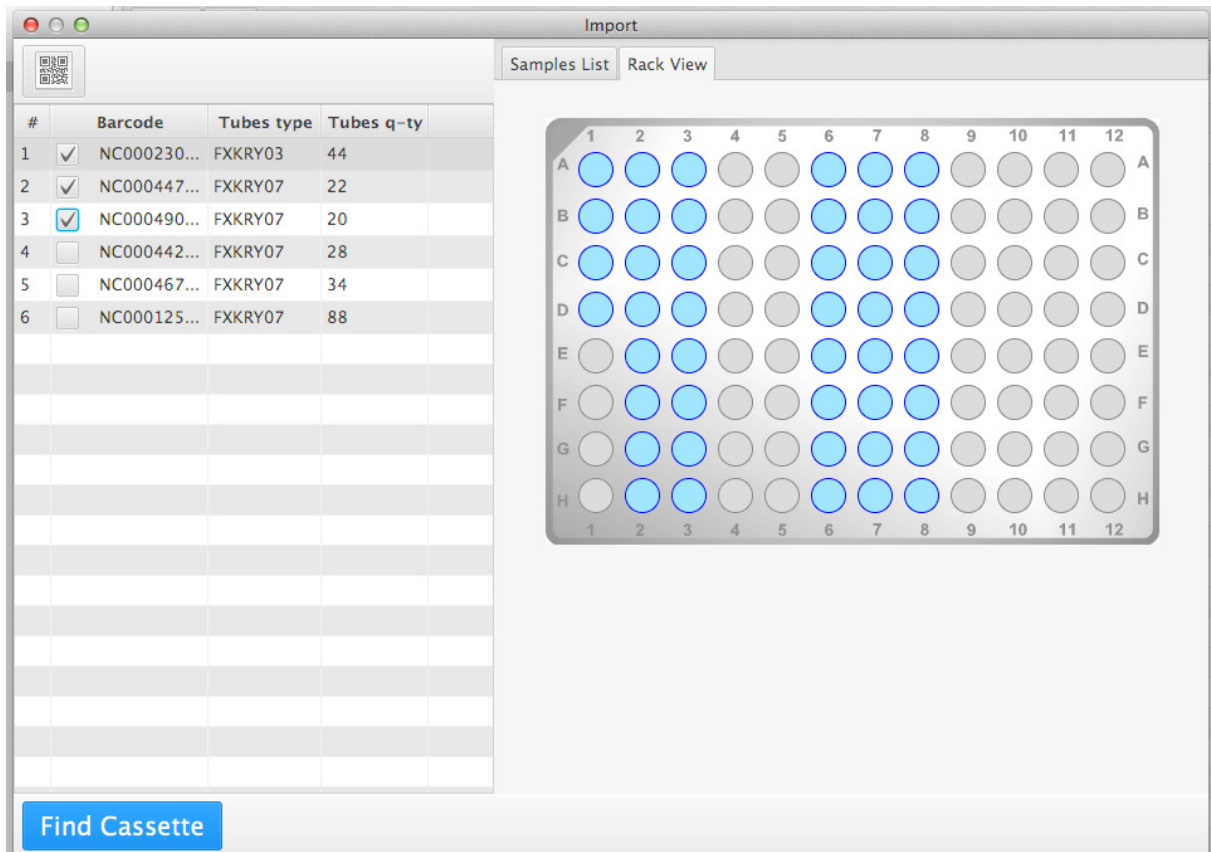 Import
Samples List Rack View
# Barcode Tubes type Tubes q-ty
1 NC000230... FXKRY03 44
2 NC000447... FXKRY07 22
3 NC000490... FXKRY07 20
4 NC000442... FXKRY07 28
5 NC000467... FXKRY07 34
6 NC000125... FXKRY07 88
1 2 3 4 5 6 7 8 9 10 11 12
A A
B B
C C
D D
E E
F F
G G
H H
1 2 3 4 5 6 7 8 9 10 11 12
Find Cassette